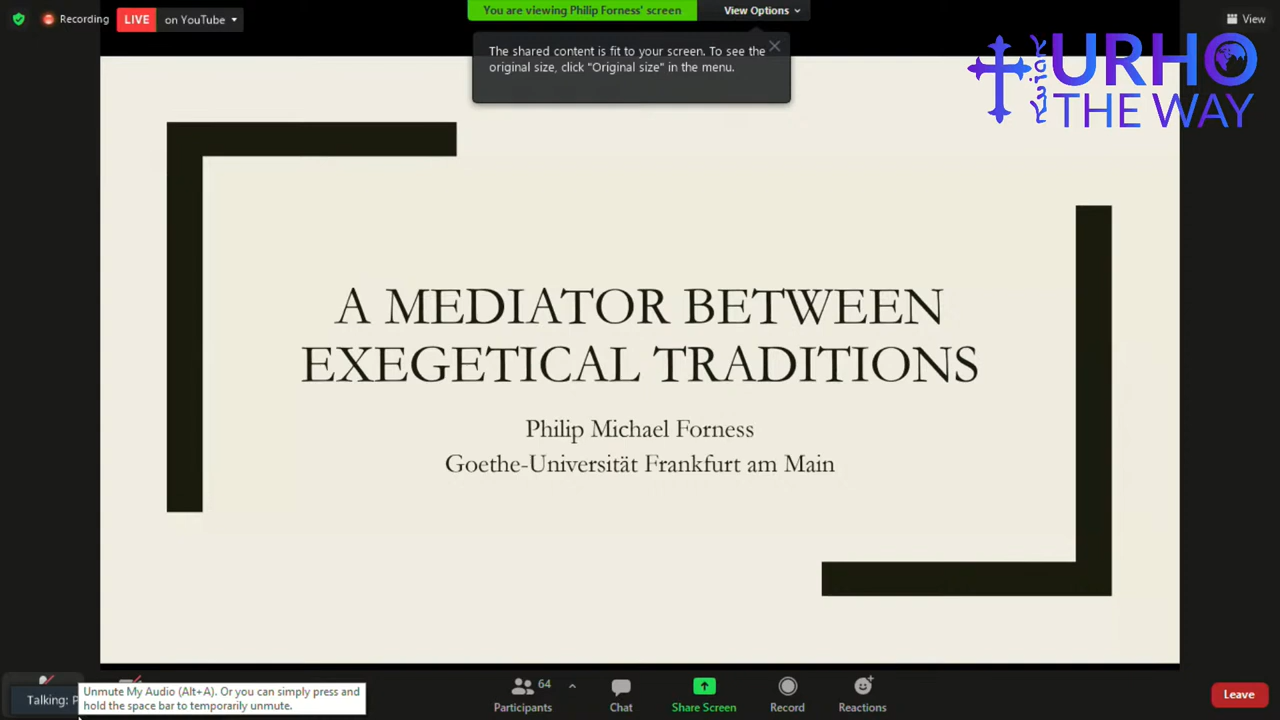 Recording
LIVE on YouTube
You are viewing Philip Forness' screen
View Options
View
The shared content is fit to your screen. To see the
original size, click "Original size" in the menu.
URHO
THE WAY
A MEDIATOR BETWEEN
EXEGETICAL TRADITIONS
Philip Michael Forness
Goethe-Universität Frankfurt am Main
Talking: P
Unmute My Audio (Alt+A). Or you can simply press and
hold the space bar to temporarily unmute.
64
Participants
Chat
Share Screen
Record
Reactions
Leave